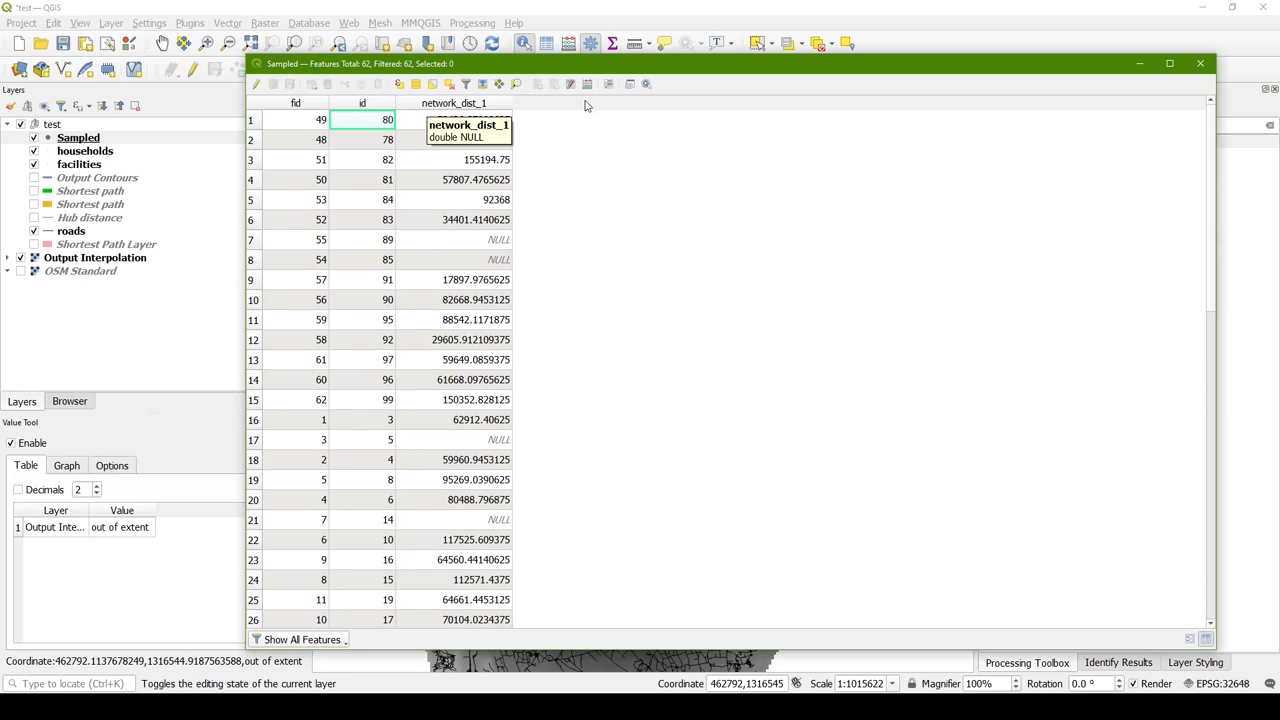 *test — QGIS
Project Edit View Layer Settings Plugins Vector Raster Database Web Mesh MMQGIS Processing Help
Sampled — Features Total: 62, Filtered: 62, Selected: 0
Layers
test
Sampled
households
facilities
Output Contours
Shortest path
Shortest path
Hub distance
roads
Shortest Path Layer
Output Interpolation
OSM Standard
Layers Browser
Value Tool
Enable
Table Graph Options
Decimals 2
Layer Value
1 Output Inte... out of extent
fid id network_dist_1
1 49 80
2 48 78
network_dist_1
double NULL
3 51 82 155194.75
4 50 81 57807.4765625
5 53 84 92368
6 52 83 34401.4140625
7 55 89 NULL
8 54 85 NULL
9 57 91 17897.9765625
10 56 90 82668.9453125
11 59 95 88542.1171875
12 58 92 29605.912109375
13 61 97 59649.0859375
14 60 96 61668.09765625
15 62 99 150352.828125
16 1 3 62912.40625
17 3 5 NULL
18 2 4 59960.9453125
19 5 8 95269.0390625
20 4 6 80488.796875
21 7 14 NULL
22 6 10 117525.609375
23 9 16 64560.44140625
24 8 15 112571.4375
25 11 19 64661.4453125
26 10 17 70104.0234375
Show All Features
Coordinate:462792.1137678249,1316544.9187563588,out of extent
Processing Toolbox Identify Results Layer Styling
Type to locate (Ctrl+K) Toggles the editing state of the current layer Coordinate 462792,1316545 Scale 1:1015622 Magnifier 100% Rotation 0.0 ° Render EPSG:32648